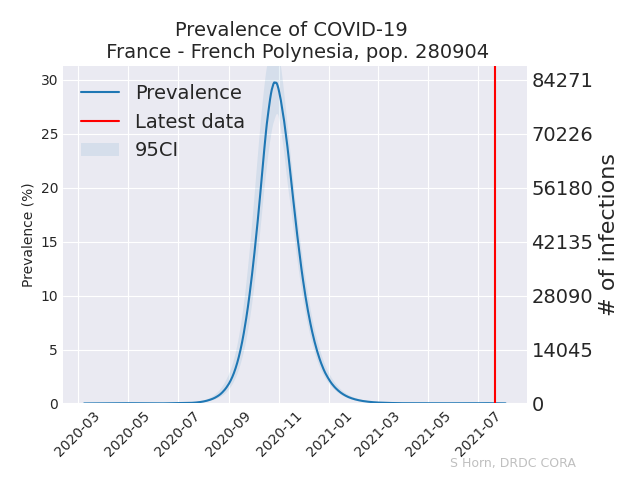 Prevalence of COVID-19
France - French Polynesia, pop. 280904
Prevalence
Latest data
95CI
Prevalence (%)
30
25
20
15
10
5
0
84271
70226
56180
42135
28090
14045
0
# of infections
2020-03
2020-05
2020-07
2020-09
2020-11
2021-01
2021-03
2021-05
2021-07
S Horn, DRDC CORA